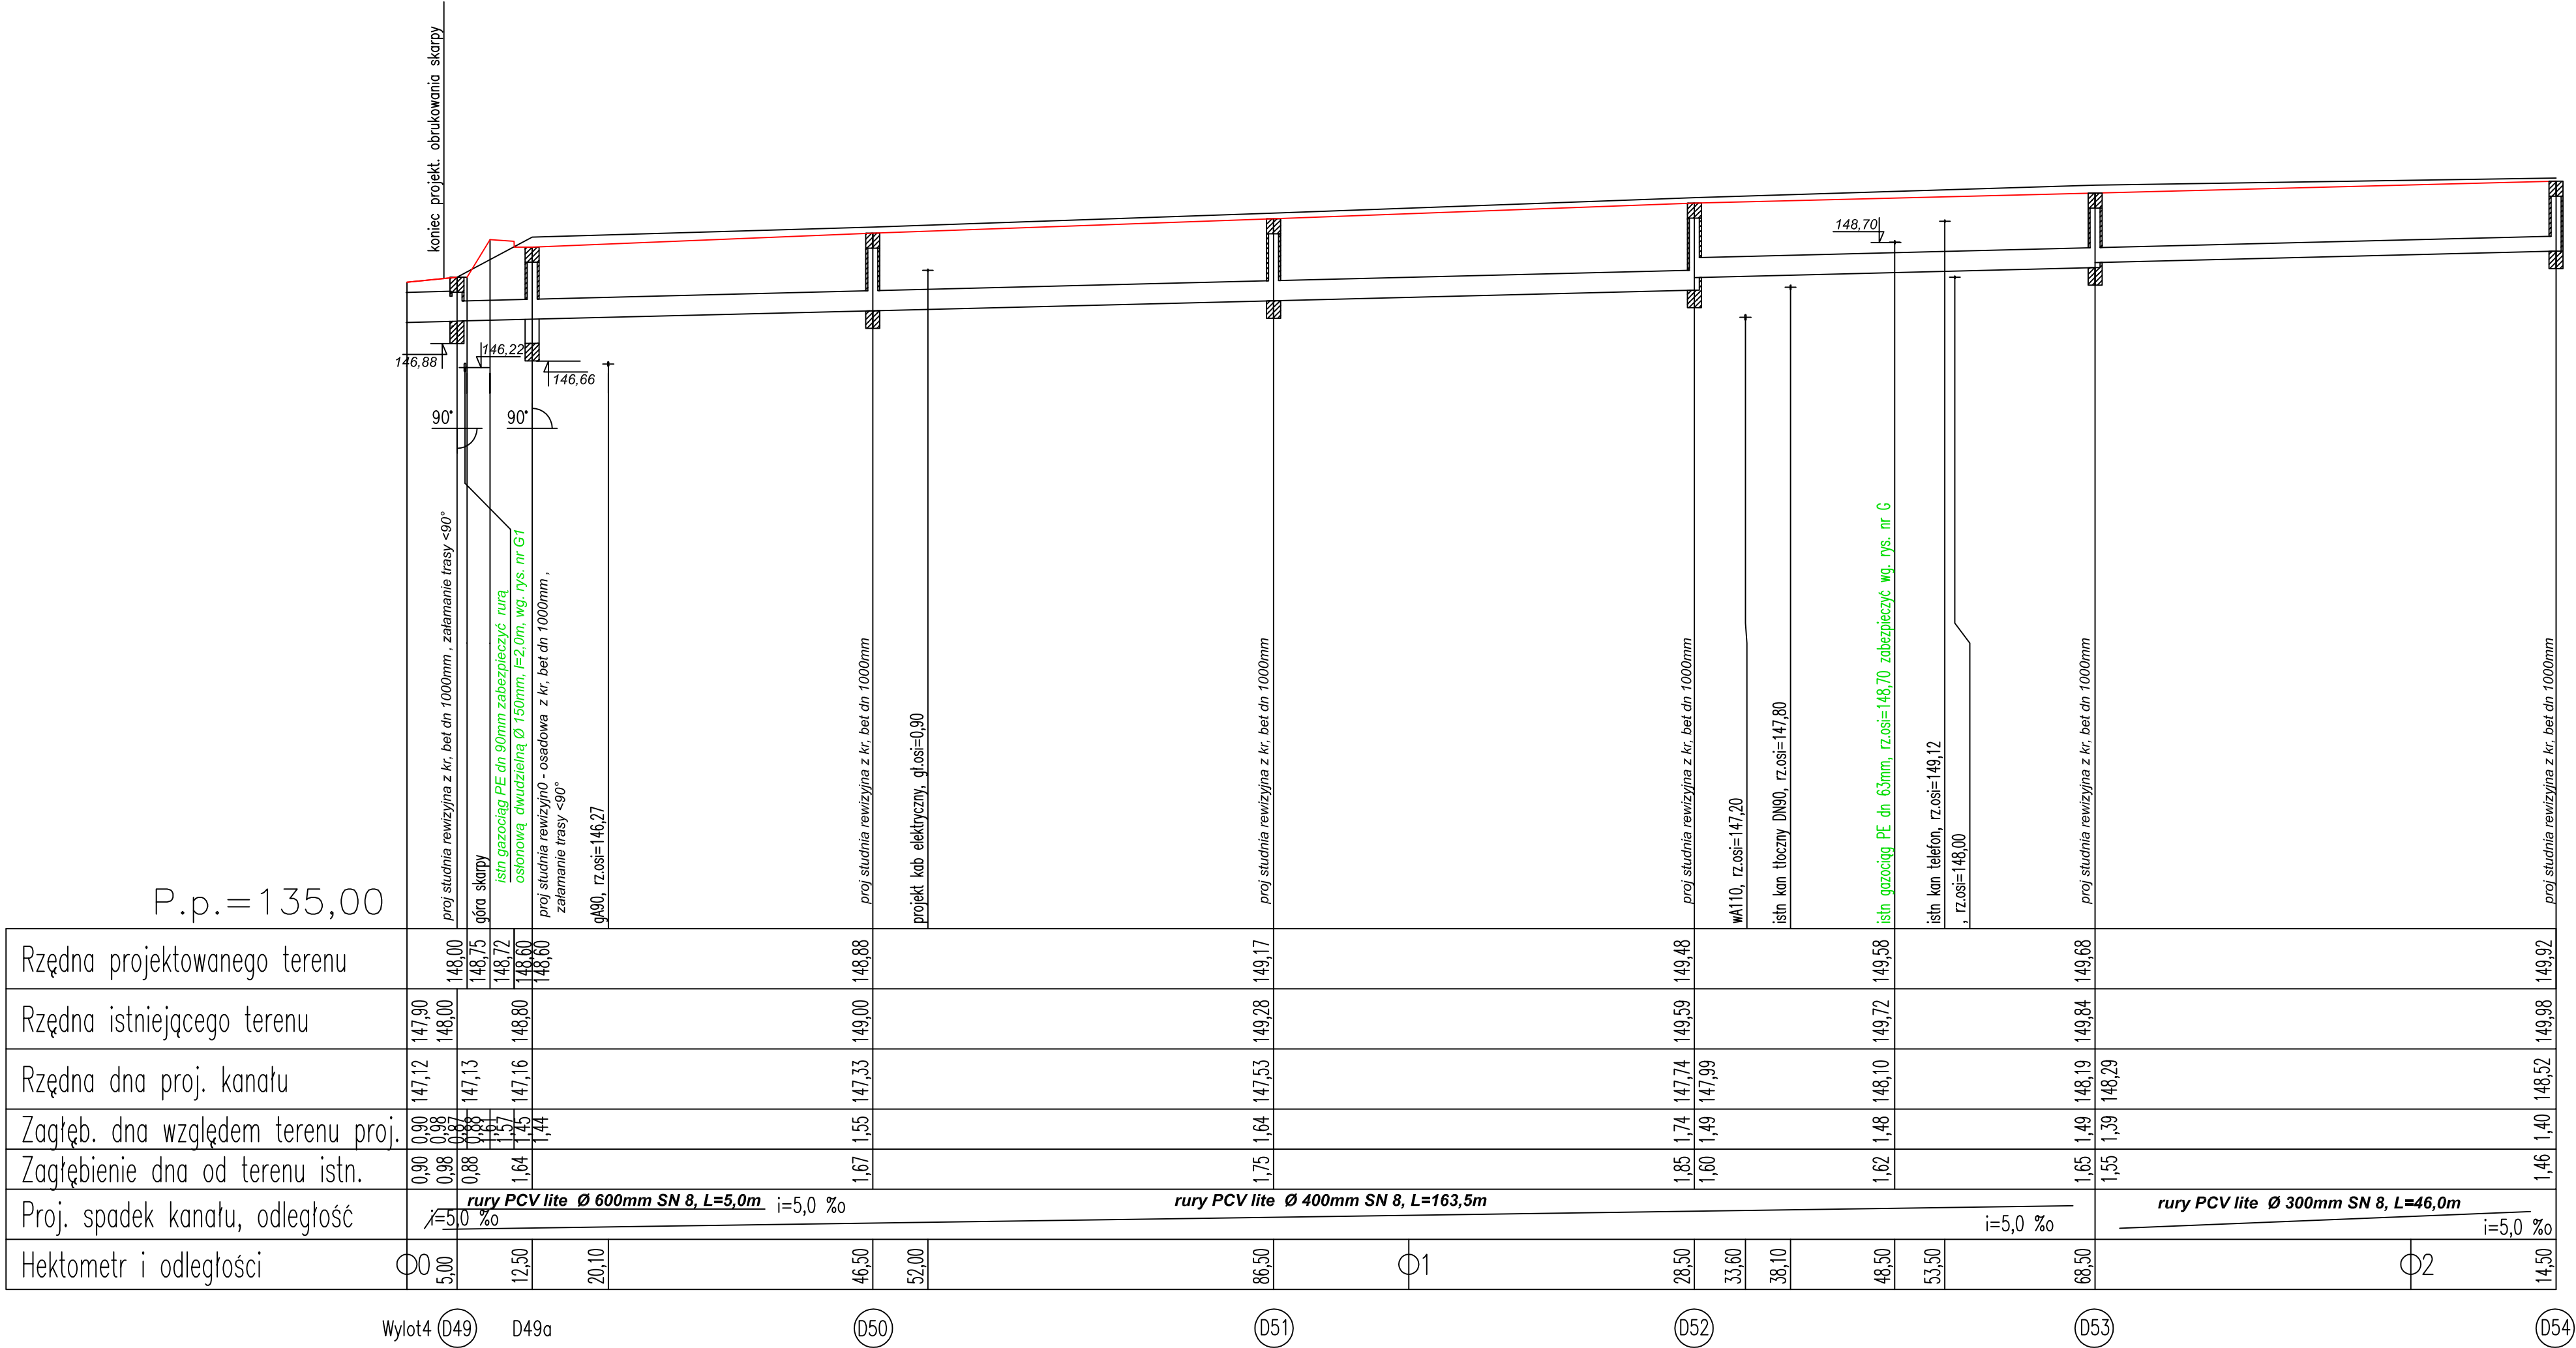 koniec projekt. obrukowania skarpy
148,70
146,88
146,22
146,66
90°
90°
proj studnia rewizyjna z kr, bet dn 1000mm , załamanie trasy <90°
góra skarpy
istn gazociąg PE dn 90mm zabezpieczyć rurą
osłonową dwudzielną Ø 150mm, l=2,0m, wg. rys. nr G1
proj studnia rewizyjn0 - osadowa z kr, bet dn 1000mm ,
załamanie trasy <90°
gA90, rz.osi=146,27
proj studnia rewizyjna z kr, bet dn 1000mm
projekt kab elektryczny, gł.osi=0,90
proj studnia rewizyjna z kr, bet dn 1000mm
proj studnia rewizyjna z kr, bet dn 1000mm
wA110, rz.osi=147,20
istn kan tłoczny DN90, rz.osi=147,80
istn gazociąg PE dn 63mm, rz.osi=148,70 zabezpieczyć wg. rys. nr G
istn kan telefon, rz.osi=149,12
, rz.osi=148,00
proj studnia rewizyjna z kr, bet dn 1000mm
proj studnia rewizyjna z kr, bet dn 1000mm
P.p.=135,00
Rzędna projektowanego terenu 148,00 148,75 148,72 148,60 148,60 148,88 149,17 149,48 149,58 149,68 149,92
Rzędna istniejącego terenu 147,90 148,00 148,80 149,00 149,28 149,59 149,72 149,84 149,98
Rzędna dna proj. kanału 147,12 147,13 147,16 147,33 147,53 147,74 147,99 148,10 148,19 148,29 148,52
Zagłęb. dna względem terenu proj. 0,90 0,98 0,87 0,88 1,61 1,57 1,45 1,44 1,55 1,64 1,74 1,49 1,48 1,49 1,39 1,40
Zagłębienie dna od terenu istn. 0,90 0,98 0,88 1,64 1,67 1,75 1,85 1,60 1,62 1,65 1,55 1,46
Proj. spadek kanału, odległość i=5,0 ‰ rury PCV lite Ø 600mm SN 8, L=5,0m i=5,0 ‰ rury PCV lite Ø 400mm SN 8, L=163,5m i=5,0 ‰ rury PCV lite Ø 300mm SN 8, L=46,0m i=5,0 ‰
Hektometr i odległości 0 5,00 12,50 20,10 46,50 52,00 86,50 1 28,50 33,60 38,10 48,50 53,50 68,50 2 14,50
Wylot4 D49 D49a D50 D51 D52 D53 D54